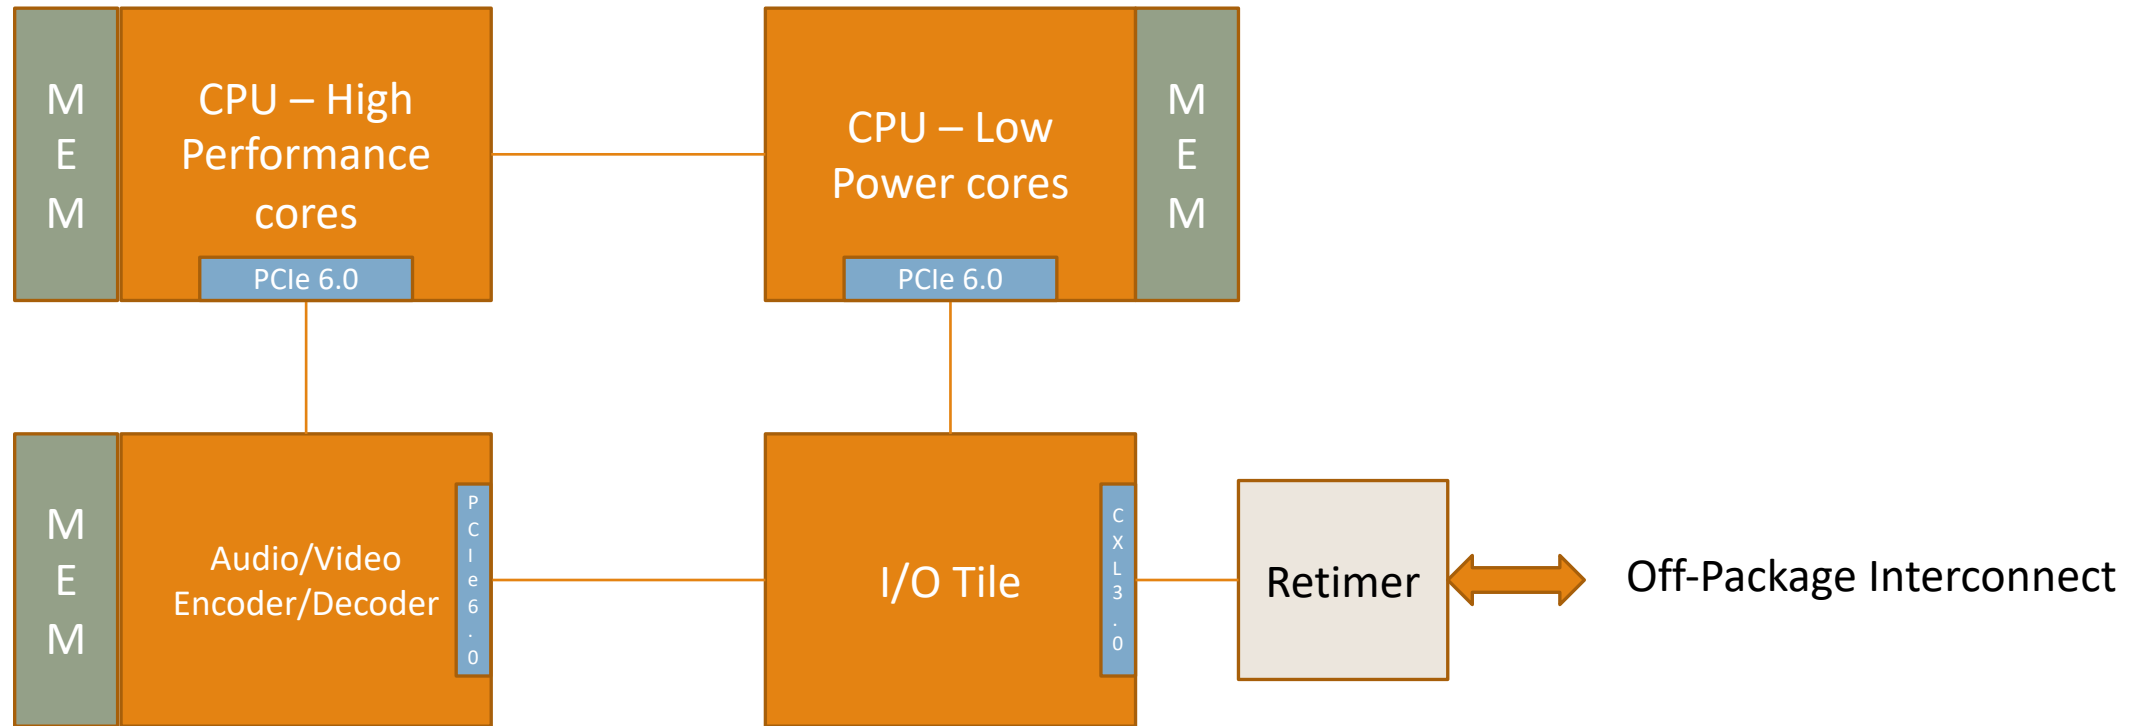 M
E
M
CPU – High
Performance
cores
PCIe 6.0
CPU – Low
Power cores
PCIe 6.0
M
E
M
M
E
M
Audio/Video
Encoder/Decoder
P
C
I
e
6
.
0
I/O Tile
C
X
L
3
.
0
Retimer
Off-Package Interconnect